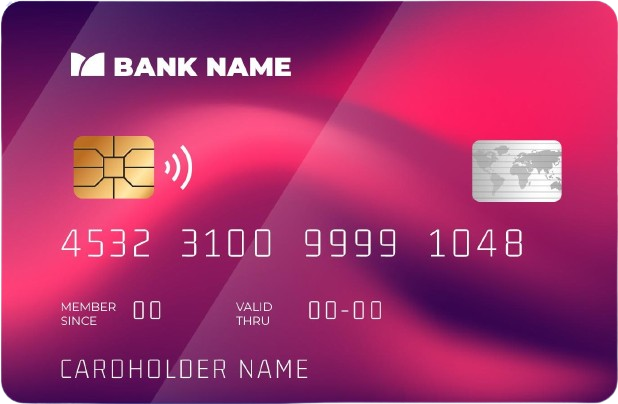 BANK NAME
4532 3100 9999 1048
MEMBER SINCE 00 VALID THRU 00-00
CARDHOLDER NAME